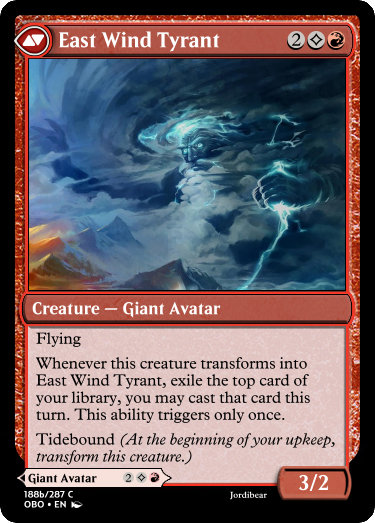 East Wind Tyrant 2
Creature — Giant Avatar
Flying
Whenever this creature transforms into
East Wind Tyrant, exile the top card of
your library, you may cast that card this
turn. This ability triggers only once.
Tidebound (At the beginning of your upkeep,
transform this creature.)
Giant Avatar 2
3/2
188b/287 C
OBO • EN Jordibear